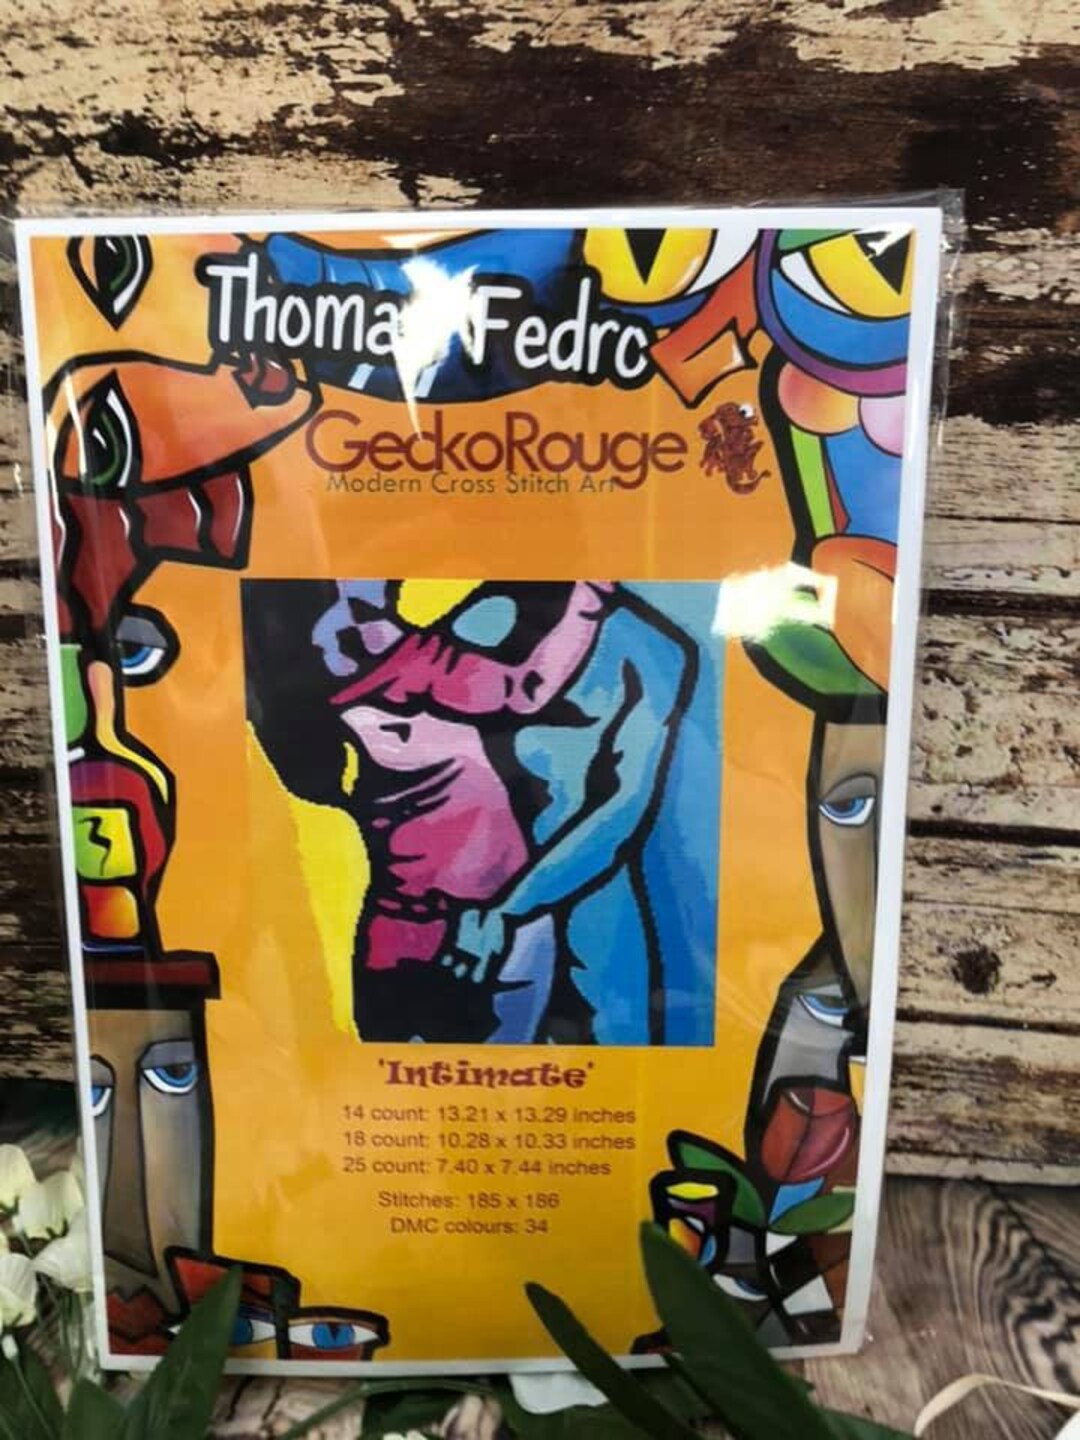 Thomas Fedro
GeckoRouge
Modern Cross Stitch Art
'Intimate'
14 count: 13.21 x 13.29 inches
18 count: 10.28 x 10.33 inches
25 count: 7.40 x 7.44 inches
Stitches: 185 x 186
DMC colours: 34